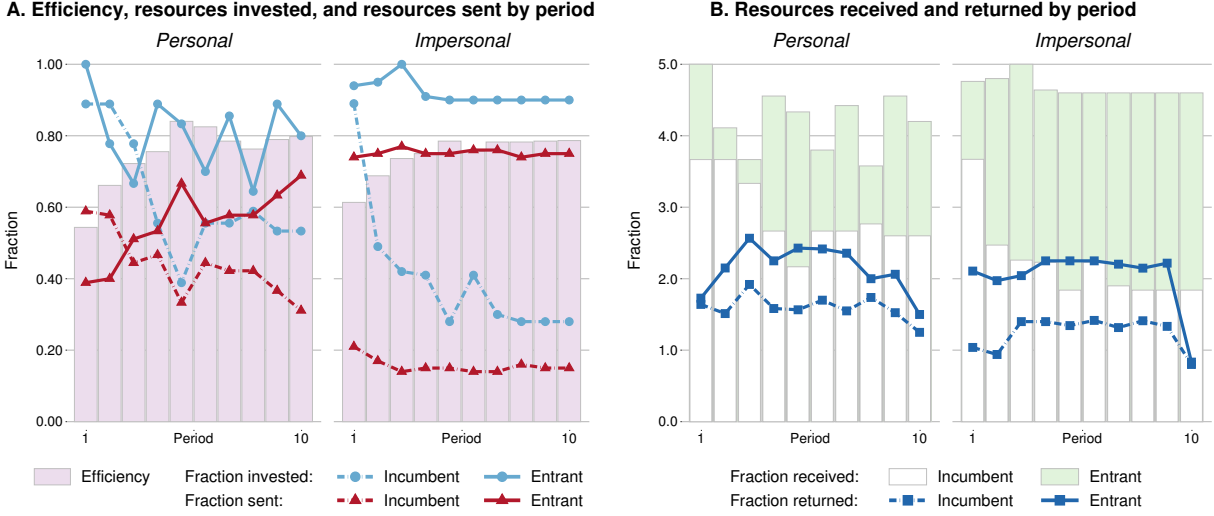 A. Efficiency, resources invested, and resources sent by period
Personal
Impersonal
Fraction
1.00
0.80
0.60
0.40
0.20
0.00
1
Period
10
1
Period
10
Efficiency
Fraction invested:
Incumbent
Entrant
Fraction sent:
Incumbent
Entrant
B. Resources received and returned by period
Personal
Impersonal
Fraction
5.0
4.0
3.0
2.0
1.0
0.0
1
Period
10
1
Period
10
Fraction received:
Incumbent
Entrant
Fraction returned:
Incumbent
Entrant